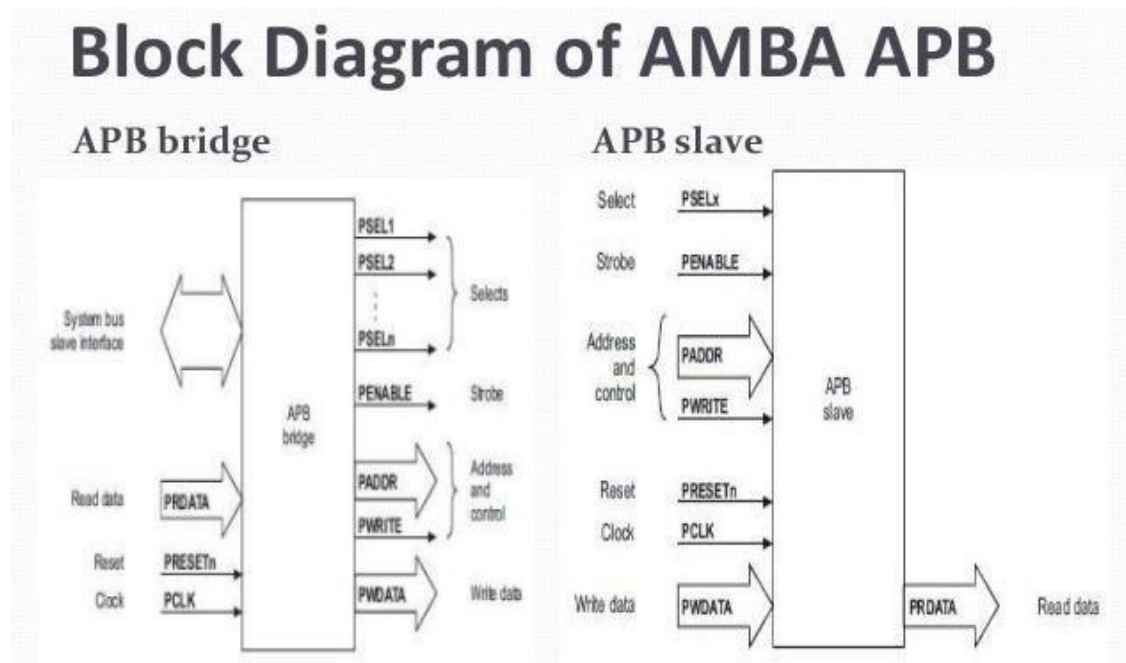 Block Diagram of AMBA APB
APB bridge
System bus
slave interface
Read data
PRDATA
Reset
PRESETn
Clock
PCLK
APB
bridge
PSEL1
PSEL2
PSELn
Selects
PENABLE
Strobe
PADDR
PWRITE
Address
and
control
PWDATA
Write data
APB slave
Select
PSELx
Strobe
PENABLE
Address
and
control
PADDR
PWRITE
Reset
PRESETn
Clock
PCLK
Write data
PWDATA
APB
slave
PRDATA
Read data